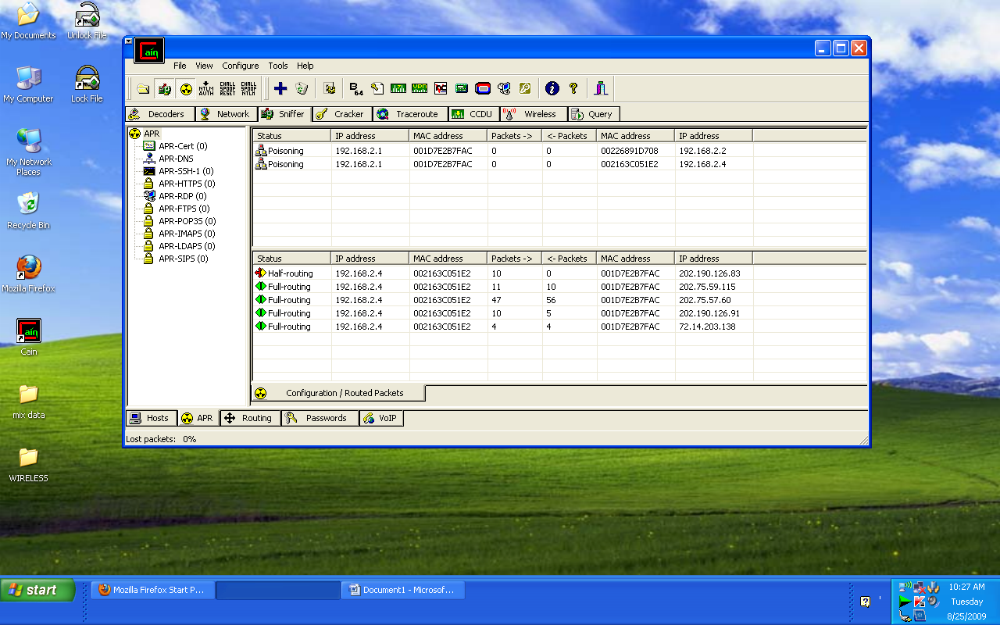 My Documents
Unlock File
My Computer
Lock File
My Network
Places
Recycle Bin
Mozilla Firefox
Cain
mix data
WIRELESS
Cain
File View Configure Tools Help
NTLM AUTH CHALL SPOOF RESET CHALL SPOOF NTLM B 64
Decoders Network Sniffer Cracker Traceroute CCDU Wireless Query
APR
APR-Cert (0)
APR-DNS
APR-SSH-1 (0)
APR-HTTPS (0)
APR-RDP (0)
APR-FTPS (0)
APR-POP3S (0)
APR-IMAPS (0)
APR-LDAPS (0)
APR-SIPS (0)
Status IP address MAC address Packets -> <- Packets MAC address IP address
Poisoning 192.168.2.1 001D7E2B7FAC 0 0 00226891D708 192.168.2.2
Poisoning 192.168.2.1 001D7E2B7FAC 0 0 002163C051E2 192.168.2.4
Status IP address MAC address Packets -> <- Packets MAC address IP address
Half-routing 192.168.2.4 002163C051E2 10 0 001D7E2B7FAC 202.190.126.83
Full-routing 192.168.2.4 002163C051E2 11 10 001D7E2B7FAC 202.75.59.115
Full-routing 192.168.2.4 002163C051E2 47 56 001D7E2B7FAC 202.75.57.60
Full-routing 192.168.2.4 002163C051E2 10 5 001D7E2B7FAC 202.190.126.91
Full-routing 192.168.2.4 002163C051E2 4 4 001D7E2B7FAC 72.14.203.138
Configuration / Routed Packets
Hosts APR Routing Passwords VoIP
Lost packets: 0%
start
Mozilla Firefox Start P...
Document1 - Microsof...
10:27 AM
Tuesday
8/25/2009